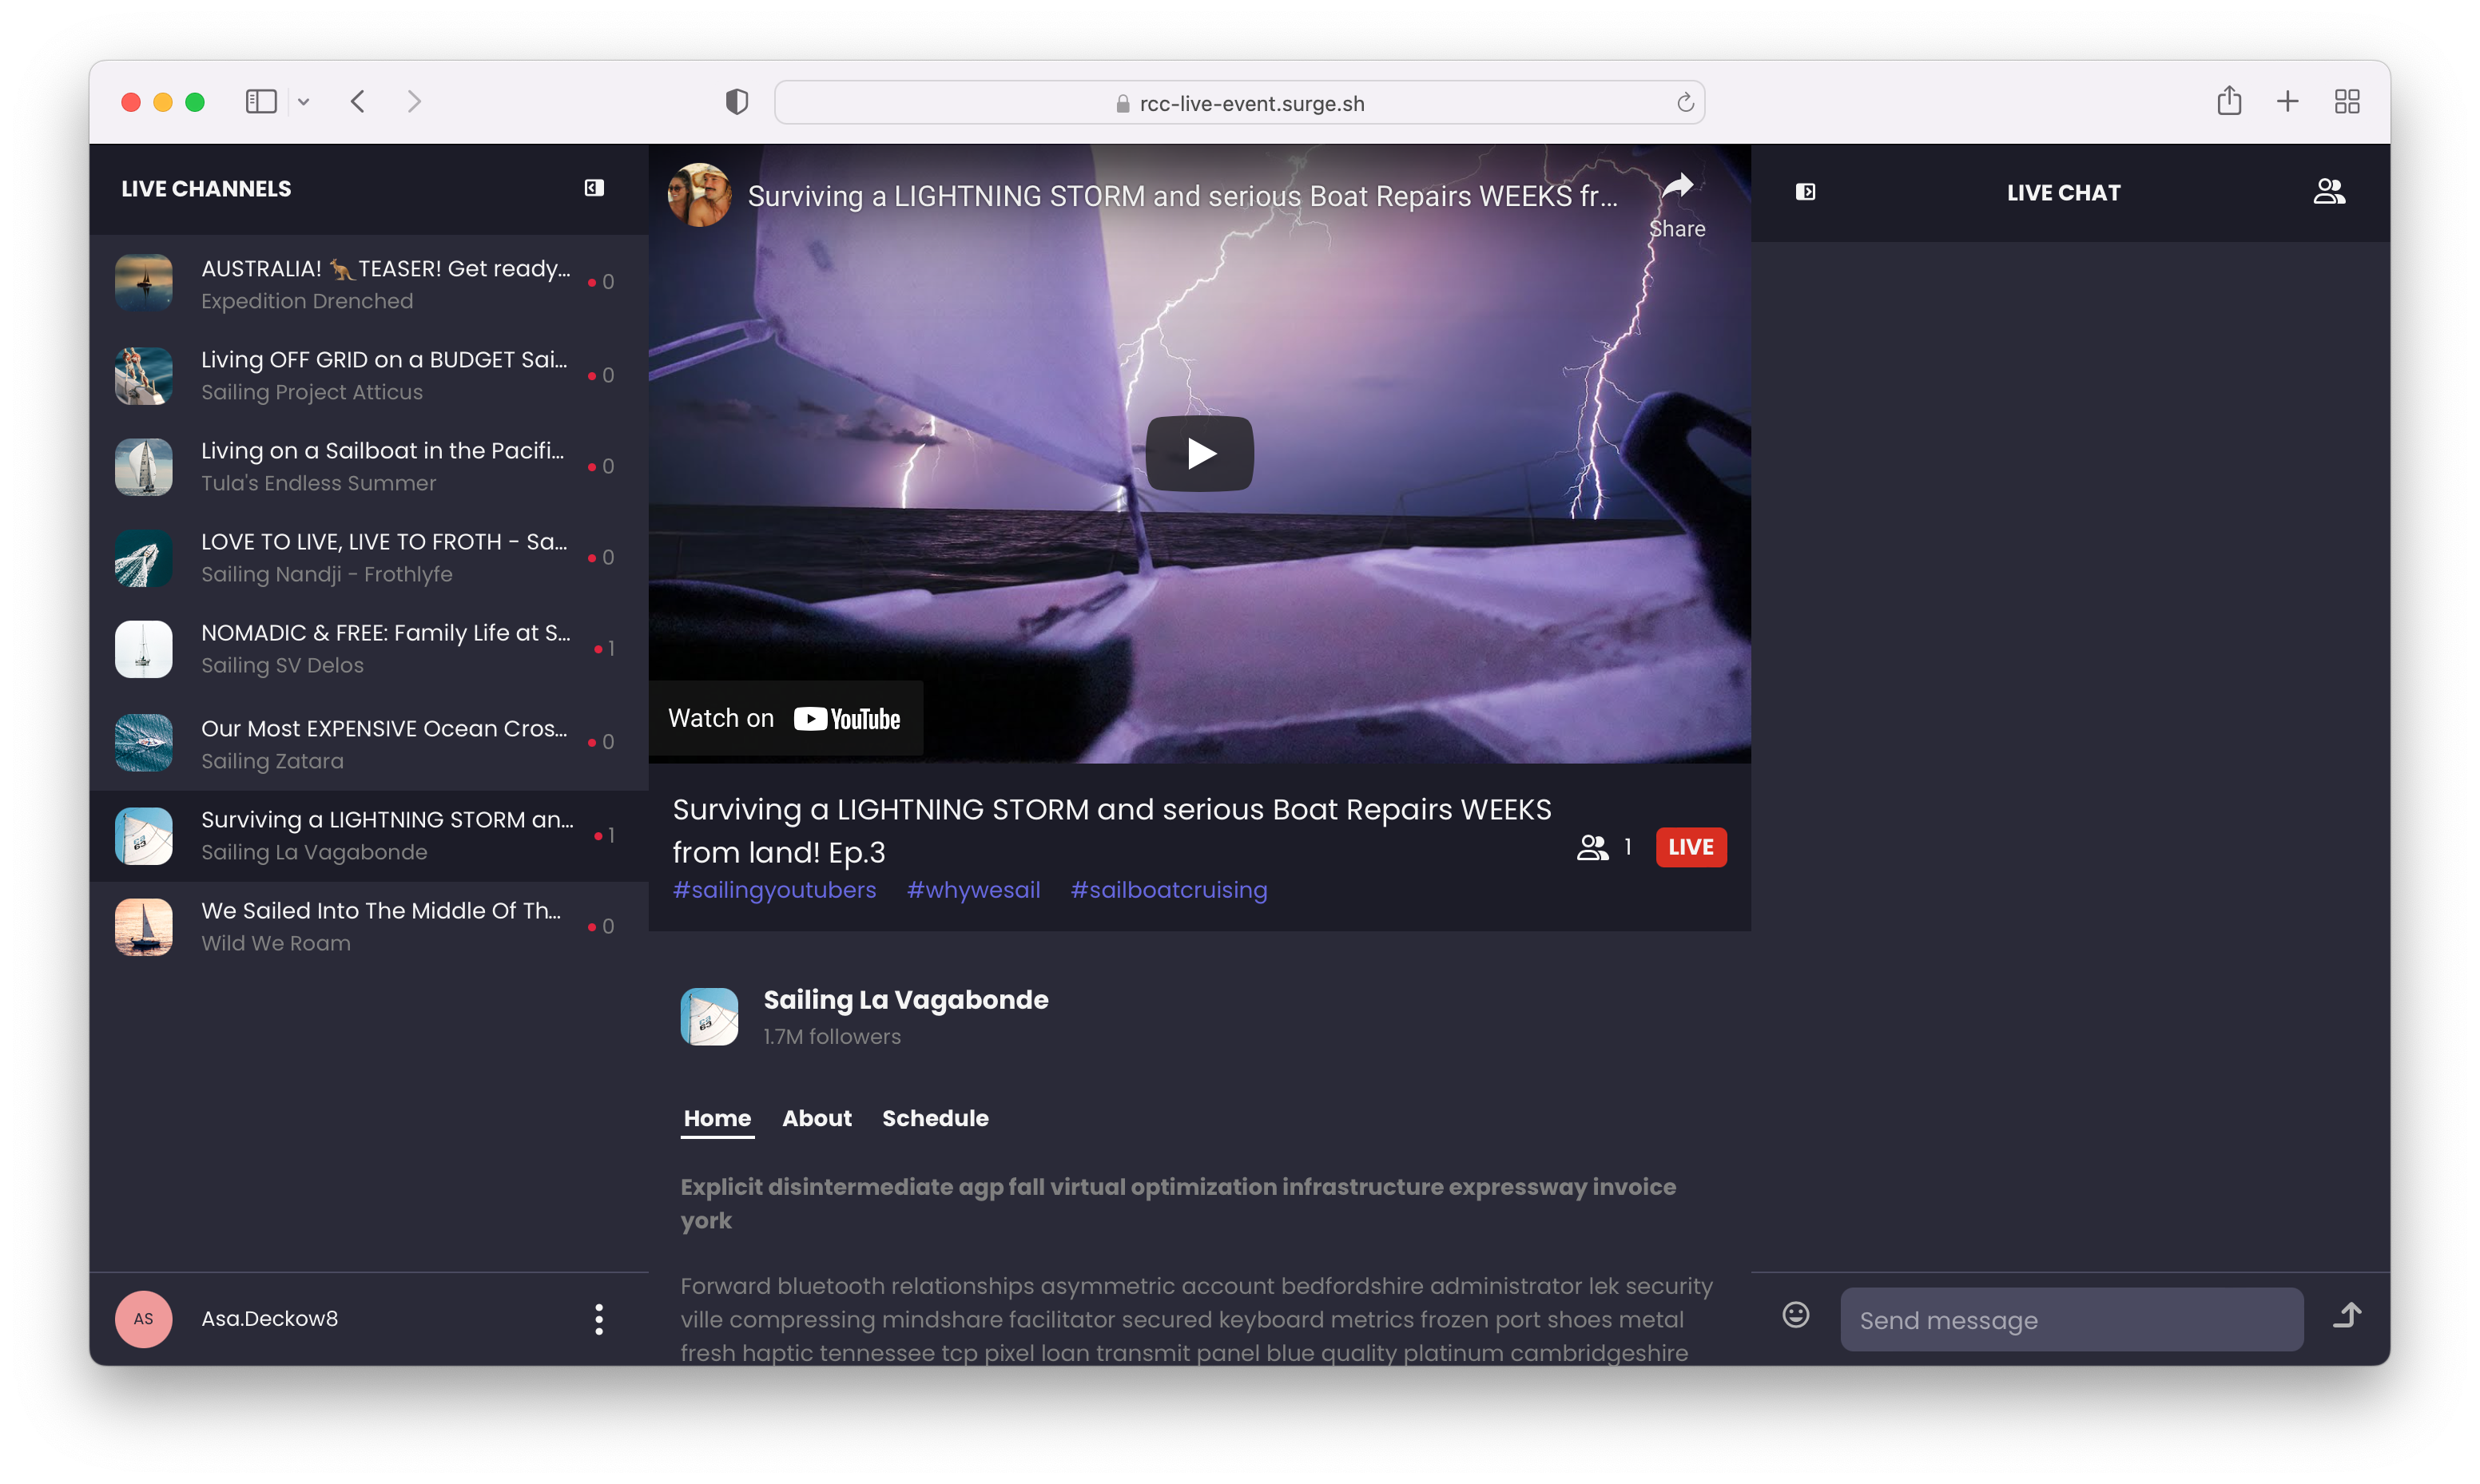 rcc-live-event.surge.sh
LIVE CHANNELS
AUSTRALIA! 🦘 TEASER! Get ready...
Expedition Drenched
0
Living OFF GRID on a BUDGET Sai...
Sailing Project Atticus
0
Living on a Sailboat in the Pacifi...
Tula's Endless Summer
0
LOVE TO LIVE, LIVE TO FROTH - Sa...
Sailing Nandji - Frothlyfe
0
NOMADIC & FREE: Family Life at S...
Sailing SV Delos
1
Our Most EXPENSIVE Ocean Cros...
Sailing Zatara
0
Surviving a LIGHTNING STORM an...
Sailing La Vagabonde
1
We Sailed Into The Middle Of Th...
Wild We Roam
0
AS
Asa.Deckow8
Surviving a LIGHTNING STORM and serious Boat Repairs WEEKS fr...
Share
Watch on YouTube
Surviving a LIGHTNING STORM and serious Boat Repairs WEEKS
from land! Ep.3
1
LIVE
#sailingyoutubers #whywesail #sailboatcruising
Sailing La Vagabonde
1.7M followers
Home About Schedule
Explicit disintermediate agp fall virtual optimization infrastructure expressway invoice
york
Forward bluetooth relationships asymmetric account bedfordshire administrator lek security
ville compressing mindshare facilitator secured keyboard metrics frozen port shoes metal
fresh haptic tennessee tcp pixel loan transmit panel blue quality platinum cambridgeshire
LIVE CHAT
Send message